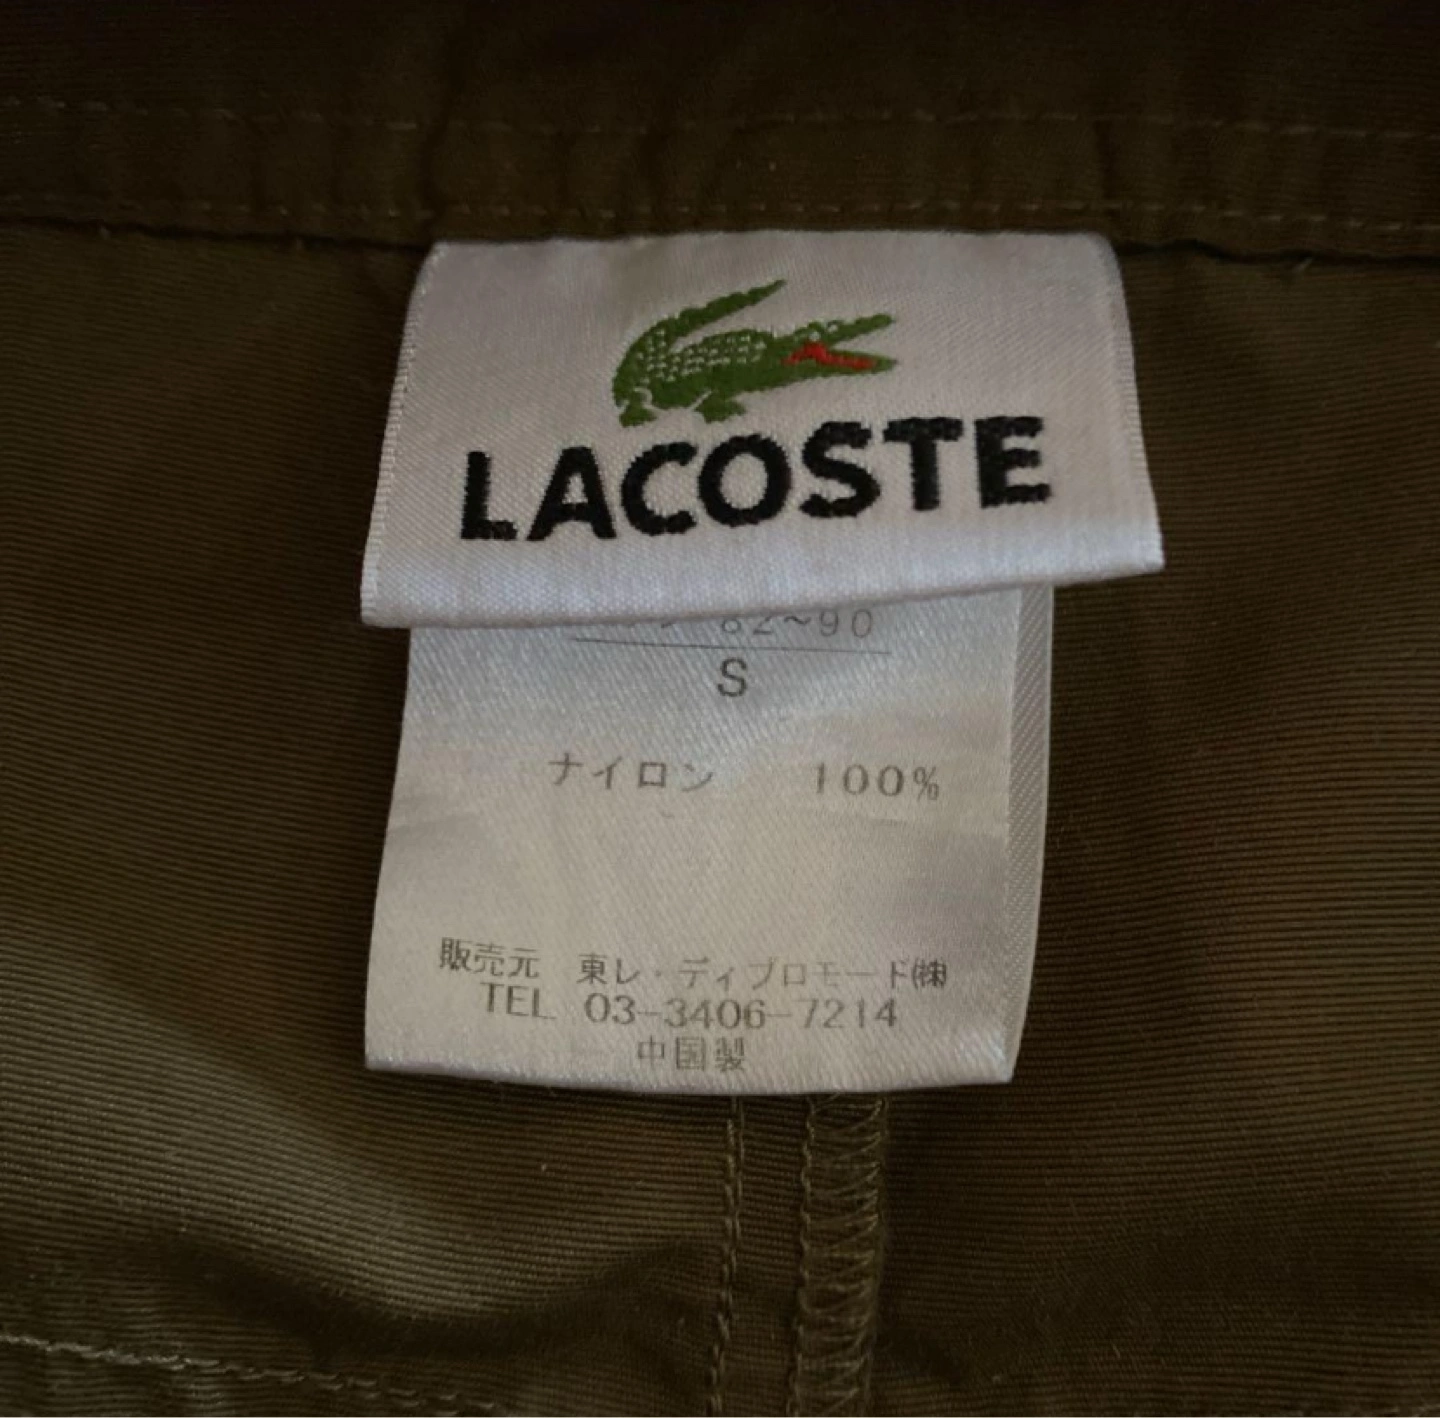 LACOSTE
82~90
S
ナイロン 100%
販売元 東レ・ディプロモード(株)
TEL 03-3406-7214
中国製